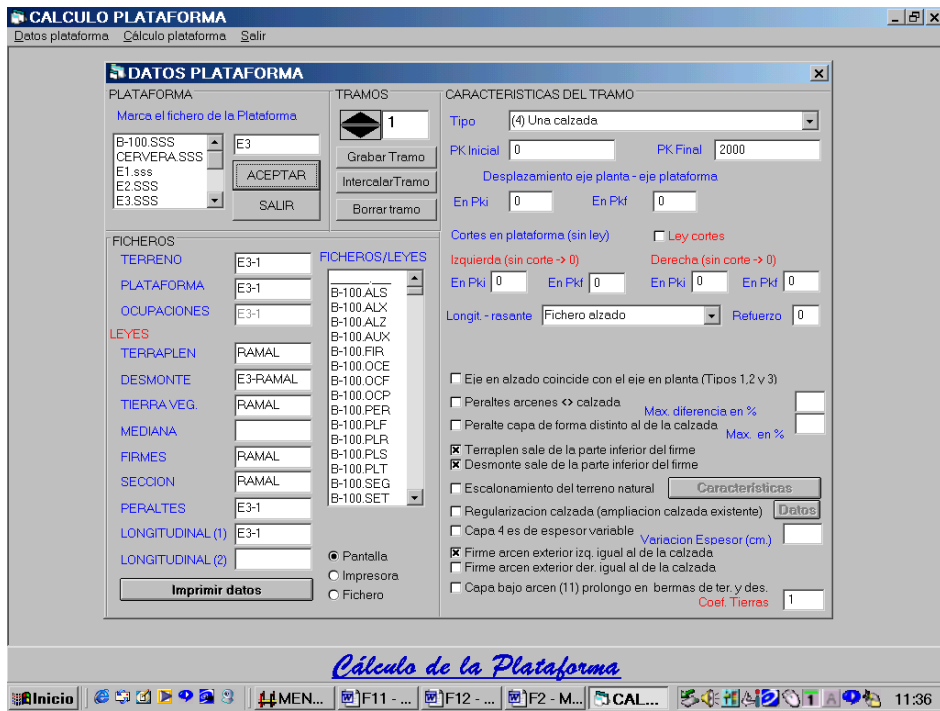 CALCULO PLATAFORMA
Datos plataforma Cálculo plataforma Salir
DATOS PLATAFORMA
PLATAFORMA
Marca el fichero de la Plataforma
B-100.SSS
CERVERA.SSS
E1.sss
E2.SSS
E3.SSS
E3
ACEPTAR
SALIR
TRAMOS
1
Grabar Tramo
IntercalarTramo
Borrar tramo
FICHEROS
TERRENO E3-1
PLATAFORMA E3-1
OCUPACIONES E3-1
LEYES
TERRAPLEN RAMAL
DESMONTE E3-RAMAL
TIERRA VEG. RAMAL
MEDIANA
FIRMES RAMAL
SECCION RAMAL
PERALTES E3-1
LONGITUDINAL (1) E3-1
LONGITUDINAL (2)
Imprimir datos
FICHEROS/LEYES
B-100.ALS
B-100.ALX
B-100.ALZ
B-100.AUX
B-100.FIR
B-100.OCE
B-100.OCF
B-100.OCP
B-100.PER
B-100.PLF
B-100.PLR
B-100.PLS
B-100.PLT
B-100.SEG
B-100.SET
Pantalla
Impresora
Fichero
CARACTERISTICAS DEL TRAMO
Tipo (4) Una calzada
PK Inicial 0 PK Final 2000
Desplazamiento eje planta - eje plataforma
En Pki 0 En Pkf 0
Cortes en plataforma (sin ley) Ley cortes
Izquierda (sin corte -> 0) Derecha (sin corte -> 0)
En Pki 0 En Pkf 0 En Pki 0 En Pkf 0
Longit. - rasante Fichero alzado Refuerzo 0
Eje en alzado coincide con el eje en planta (Tipos 1,2 y 3)
Peraltes arcenes <> calzada Max. diferencia en %
Peralte capa de forma distinto al de la calzada Max. en %
Terraplen sale de la parte inferior del firme
Desmonte sale de la parte inferior del firme
Escalonamiento del terreno natural Características
Regularizacion calzada (ampliacion calzada existente) Datos
Capa 4 es de espesor variable Variacion Espesor (cm.)
Firme arcen exterior izq. igual al de la calzada
Firme arcen exterior der. igual al de la calzada
Capa bajo arcen (11) prolongo en bermas de ter. y des.
Coef. Tierras 1
Cálculo de la Plataforma
Inicio MEN... F11 - ... F12 - ... F2 - M... CAL... 11:36